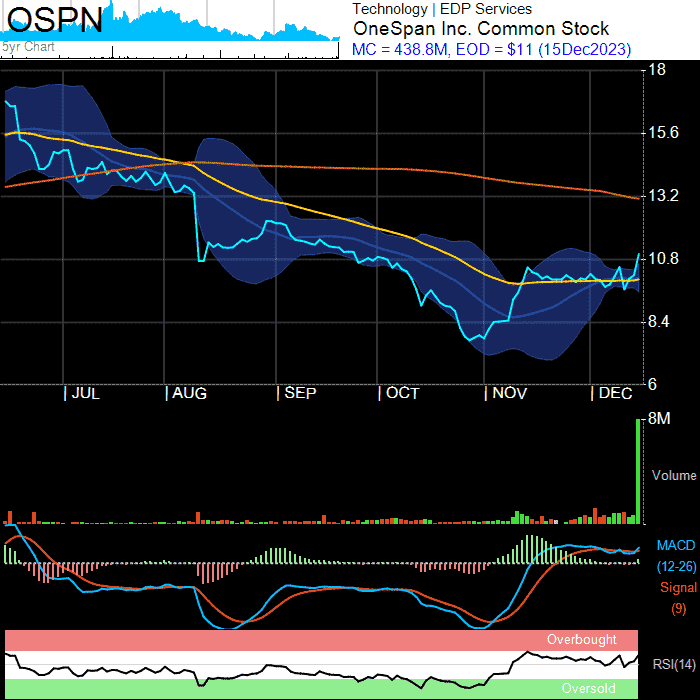 OSPN
5yr Chart
Technology | EDP Services
OneSpan Inc. Common Stock
MC = 438.8M, EOD = $11 (15Dec2023)
18
15.6
13.2
10.8
8.4
6
| JUL | AUG | SEP | OCT | NOV | DEC
8M
Volume
MACD
(12-26)
Signal
(9)
Overbought
RSI(14)
Oversold